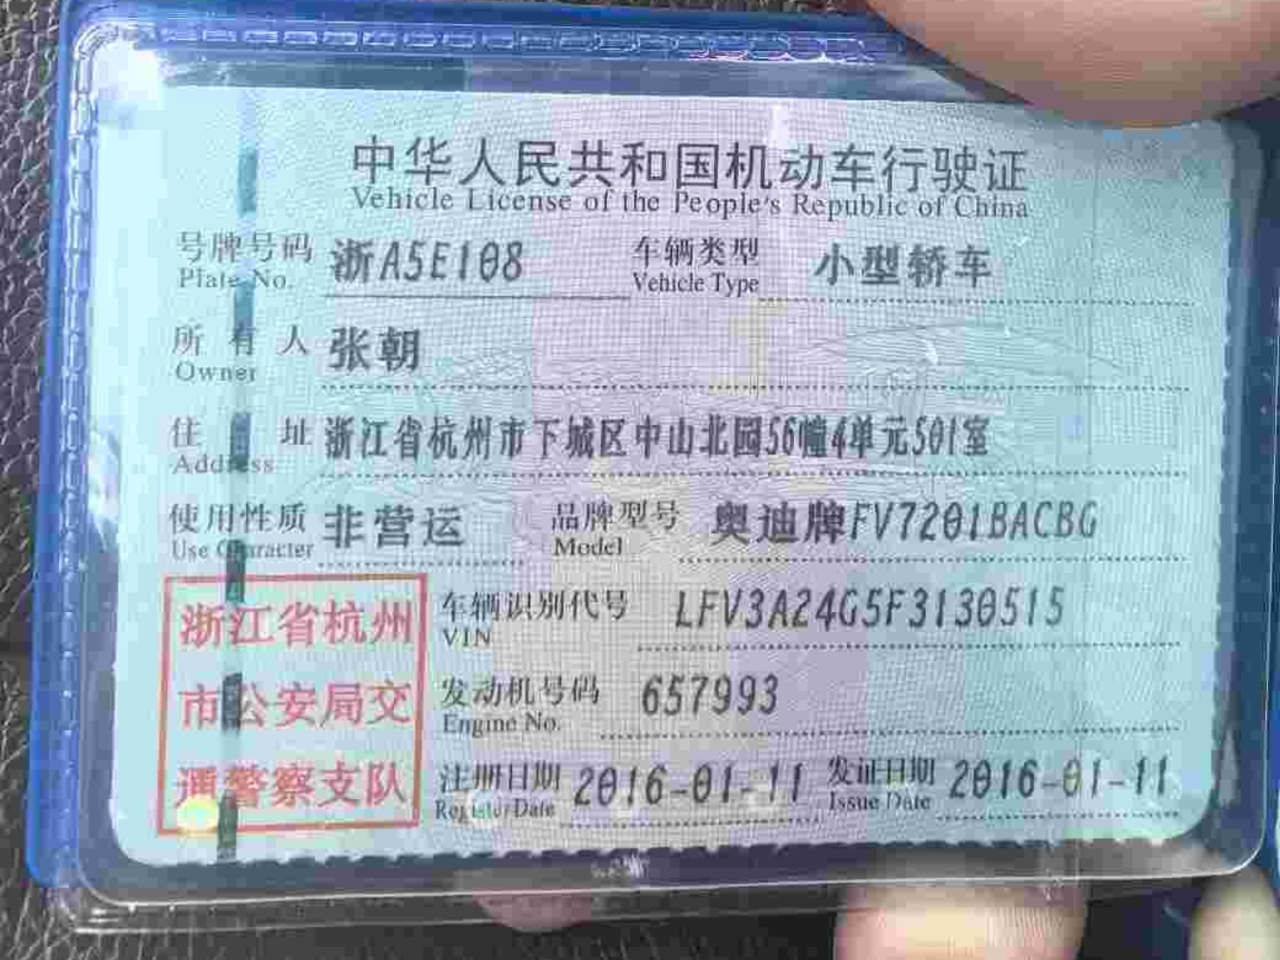 中华人民共和国机动车行驶证
Vehicle License of the People's Republic of China
号牌号码 浙A5E108 车辆类型 小型轿车
Plate No. Vehicle Type
所有人 张朝
Owner
住址 浙江省杭州市下城区中山北园56幢4单元501室
Address
使用性质 非营运 品牌型号 奥迪牌FV7201BACBG
Use Character Model
浙江省杭州市公安局交通警察支队
车辆识别代号 LFV3A24G5F3130515
VIN
发动机号码 657993
Engine No.
注册日期 2016-01-11 发证日期 2016-01-11
Register Date Issue Date